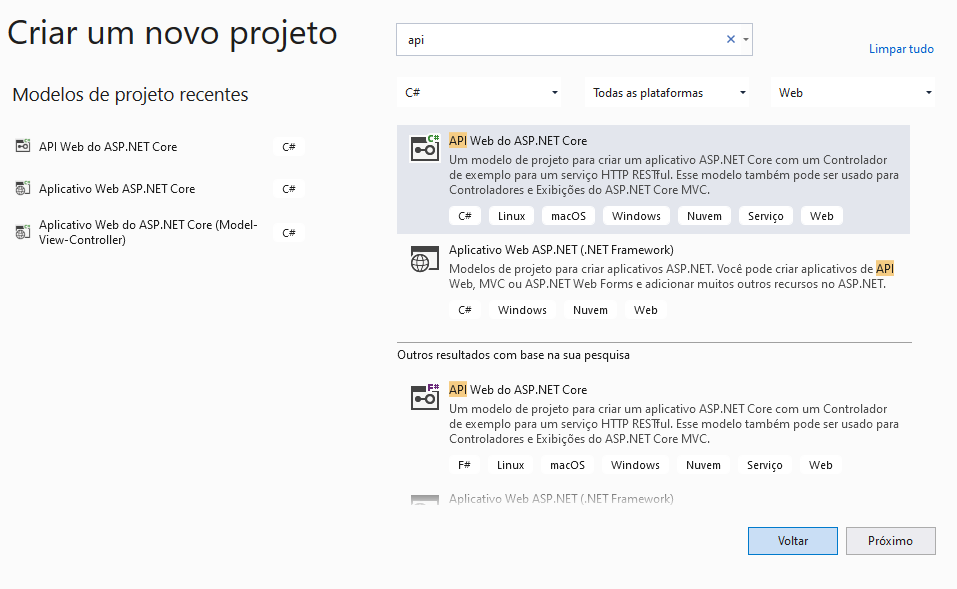 Criar um novo projeto
api
Limpar tudo
C#
Todas as plataformas
Web
Modelos de projeto recentes
API Web do ASP.NET Core
C#
Aplicativo Web ASP.NET Core
C#
Aplicativo Web do ASP.NET Core (Model-
View-Controller)
C#
C#
API Web do ASP.NET Core
Um modelo de projeto para criar um aplicativo ASP.NET Core com um Controlador
de exemplo para um serviço HTTP RESTful. Esse modelo também pode ser usado para
Controladores e Exibições do ASP.NET Core MVC.
C# Linux macOS Windows Nuvem Serviço Web
Aplicativo Web ASP.NET (.NET Framework)
Modelos de projeto para criar aplicativos ASP.NET. Você pode criar aplicativos de API
Web, MVC ou ASP.NET Web Forms e adicionar muitos outros recursos no ASP.NET.
C# Windows Nuvem Web
Outros resultados com base na sua pesquisa
F#
API Web do ASP.NET Core
Um modelo de projeto para criar um aplicativo ASP.NET Core com um Controlador
de exemplo para um serviço HTTP RESTful. Esse modelo também pode ser usado para
Controladores e Exibições do ASP.NET Core MVC.
F# Linux macOS Windows Nuvem Serviço Web
Aplicativo Web ASP.NET (.NET Framework)
Voltar
Próximo